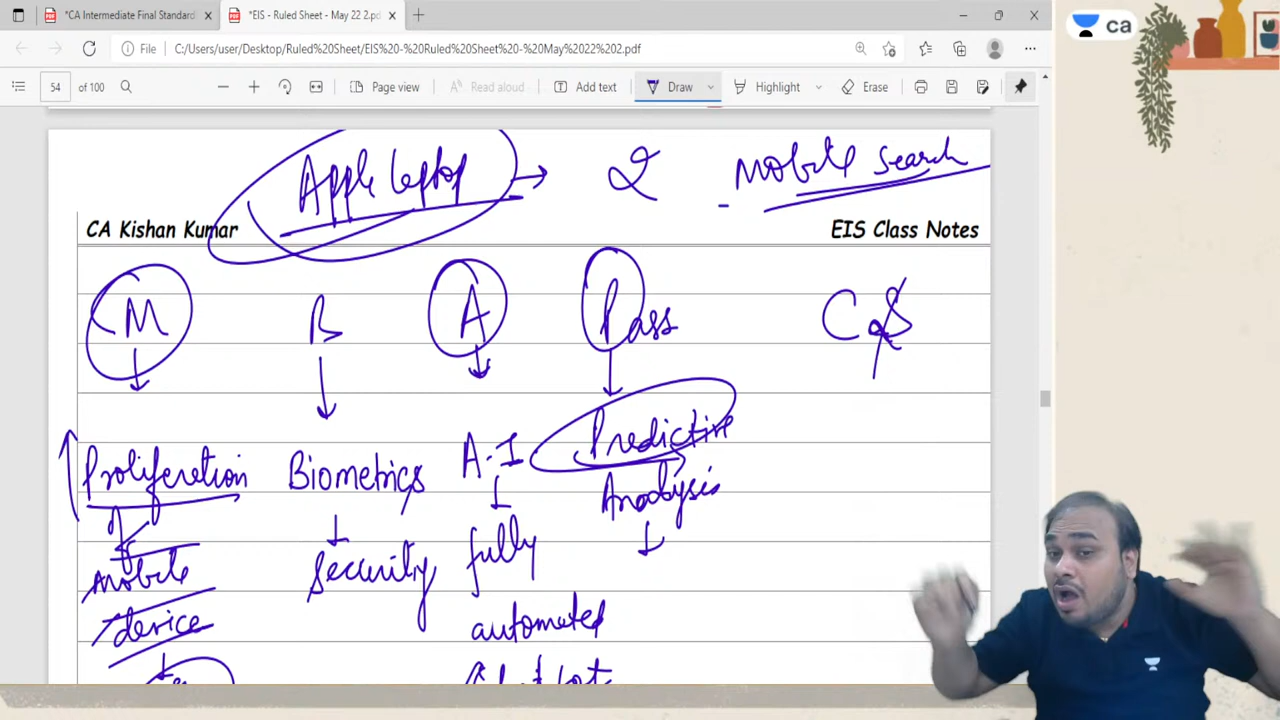 *CA Intermediate Final Standard
*EIS - Ruled Sheet - May 22 2.pd
File
C:/Users/user/Desktop/Ruled%20Sheet/EIS%20-%20Ruled%20Sheet%20-%20May%2022%202.pdf
ca
54 of 100
Page view
Read aloud
Add text
Draw
Highlight
Erase
Apple laptop → 2 - Mobile search
CA Kishan Kumar EIS Class Notes
M B A Pass C
Proliferation Biometrics A-I Predictive
Analysis
mobile security fully
device automated